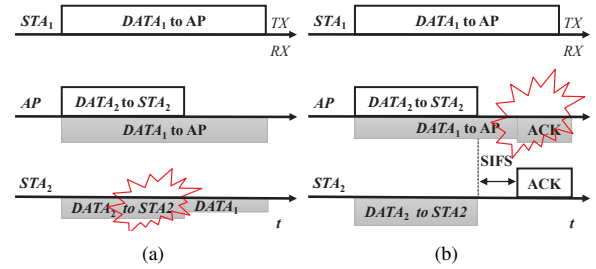 STA1 DATA1 to AP TX
RX
AP DATA2 to STA2
DATA1 to AP
STA2 DATA2 to STA2 DATA1 t
(a)
STA1 DATA1 to AP TX
RX
AP DATA2 to STA2
DATA1 to AP ACK
SIFS
STA2 ACK
DATA2 to STA2 t
(b)